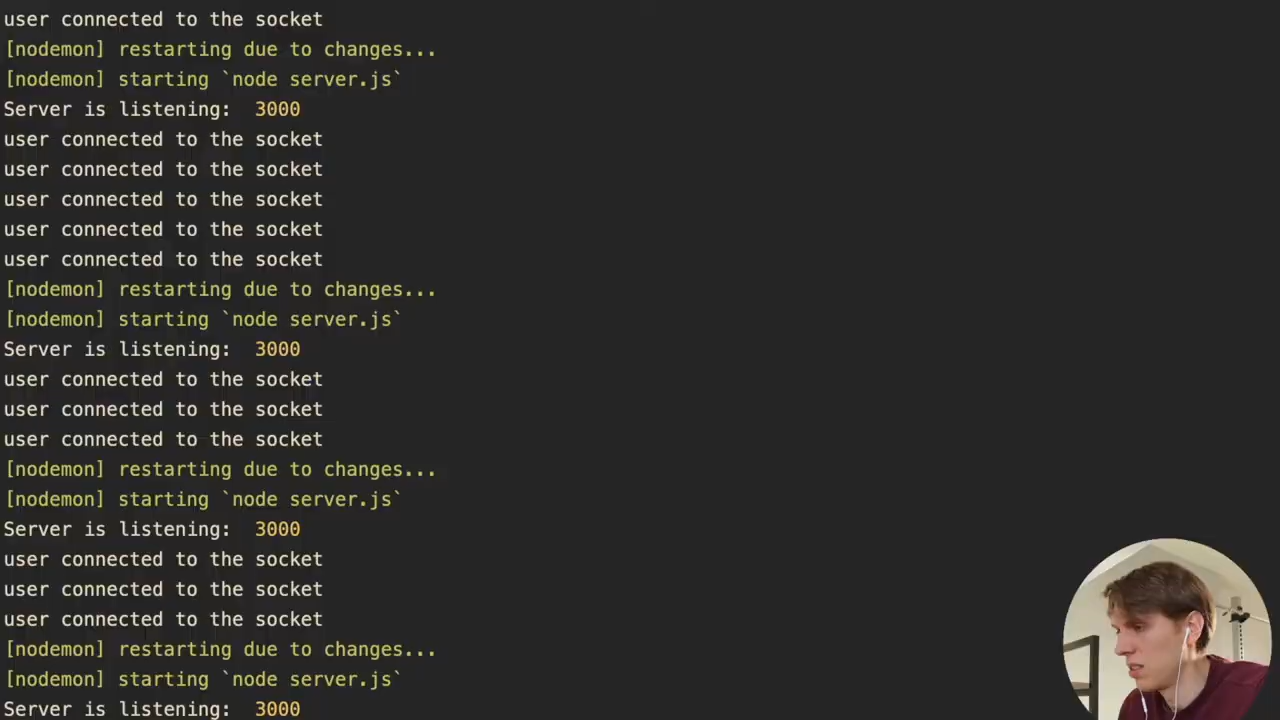 user connected to the socket
[nodemon] restarting due to changes...
[nodemon] starting `node server.js`
Server is listening:  3000
user connected to the socket
user connected to the socket
user connected to the socket
user connected to the socket
user connected to the socket
[nodemon] restarting due to changes...
[nodemon] starting `node server.js`
Server is listening:  3000
user connected to the socket
user connected to the socket
user connected to the socket
[nodemon] restarting due to changes...
[nodemon] starting `node server.js`
Server is listening:  3000
user connected to the socket
user connected to the socket
user connected to the socket
[nodemon] restarting due to changes...
[nodemon] starting `node server.js`
Server is listening:  3000